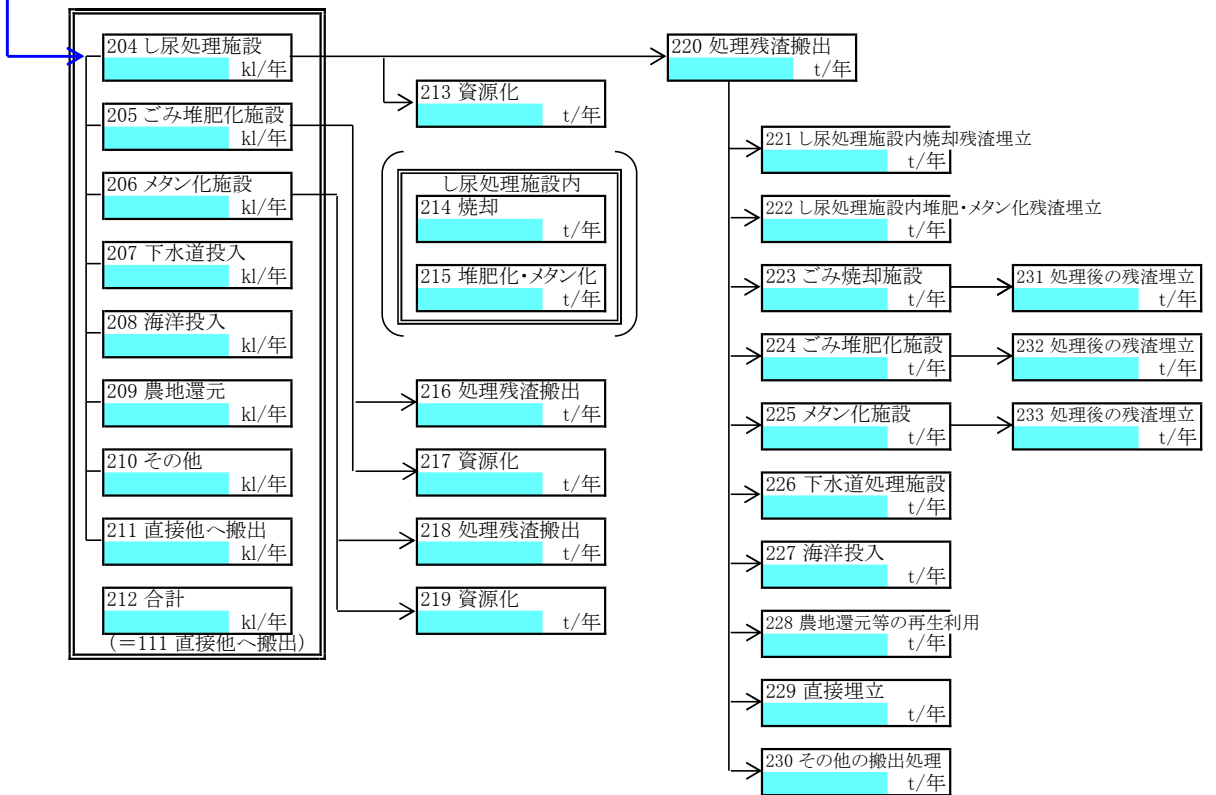 204 し尿処理施設
kl/年
205 ごみ堆肥化施設
kl/年
206 メタン化施設
kl/年
207 下水道投入
kl/年
208 海洋投入
kl/年
209 農地還元
kl/年
210 その他
kl/年
211 直接他へ搬出
kl/年
212 合計
kl/年
(=111 直接他へ搬出)
213 資源化
t/年
し尿処理施設内
214 焼却
t/年
215 堆肥化・メタン化
t/年
216 処理残渣搬出
t/年
217 資源化
t/年
218 処理残渣搬出
t/年
219 資源化
t/年
220 処理残渣搬出
t/年
221 し尿処理施設内焼却残渣埋立
t/年
222 し尿処理施設内堆肥・メタン化残渣埋立
t/年
223 ごみ焼却施設
t/年
224 ごみ堆肥化施設
t/年
225 メタン化施設
t/年
226 下水道処理施設
t/年
227 海洋投入
t/年
228 農地還元等の再生利用
t/年
229 直接埋立
t/年
230 その他の搬出処理
t/年
231 処理後の残渣埋立
t/年
232 処理後の残渣埋立
t/年
233 処理後の残渣埋立
t/年